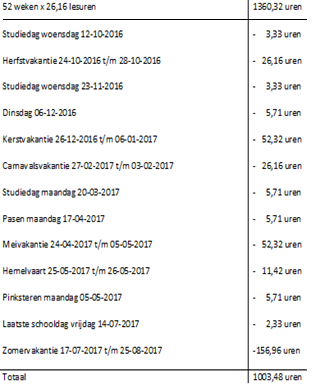 52 weken x 26,16 lesuren 1360,32 uren
Studiedag woensdag 12-10-2016 - 3,33 uren
Herfstvakantie 24-10-2016 t/m 28-10-2016 - 26,16 uren
Studiedag woensdag 23-11-2016 - 3,33 uren
Dinsdag 06-12-2016 - 5,71 uren
Kerstvakantie 26-12-2016 t/m 06-01-2017 - 52,32 uren
Carnavalsvakantie 27-02-2017 t/m 03-02-2017 - 26,16 uren
Studiedag maandag 20-03-2017 - 5,71 uren
Pasen maandag 17-04-2017 - 5,71 uren
Meivakantie 24-04-2017 t/m 05-05-2017 - 52,32 uren
Hemelvaart 25-05-2017 t/m 26-05-2017 - 11,42 uren
Pinksteren maandag 05-05-2017 - 5,71 uren
Laatste schooldag vrijdag 14-07-2017 - 2,33 uren
Zomervakantie 17-07-2017 t/m 25-08-2017 -156,96 uren
Totaal 1003,48 uren